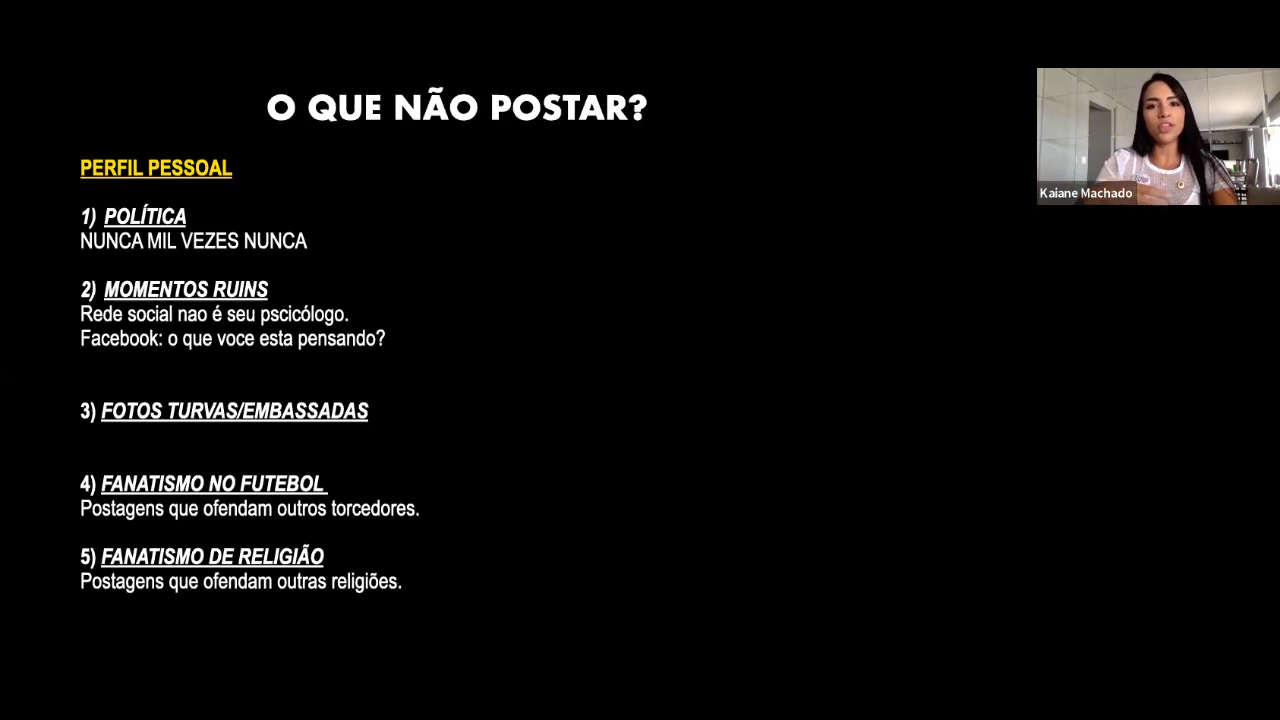 O QUE NÃO POSTAR?
PERFIL PESSOAL
1) POLÍTICA
NUNCA MIL VEZES NUNCA
2) MOMENTOS RUINS
Rede social nao é seu pscicólogo.
Facebook: o que voce esta pensando?
3) FOTOS TURVAS/EMBASSADAS
4) FANATISMO NO FUTEBOL
Postagens que ofendam outros torcedores.
5) FANATISMO DE RELIGIÃO
Postagens que ofendam outras religiões.
Kaiane Machado